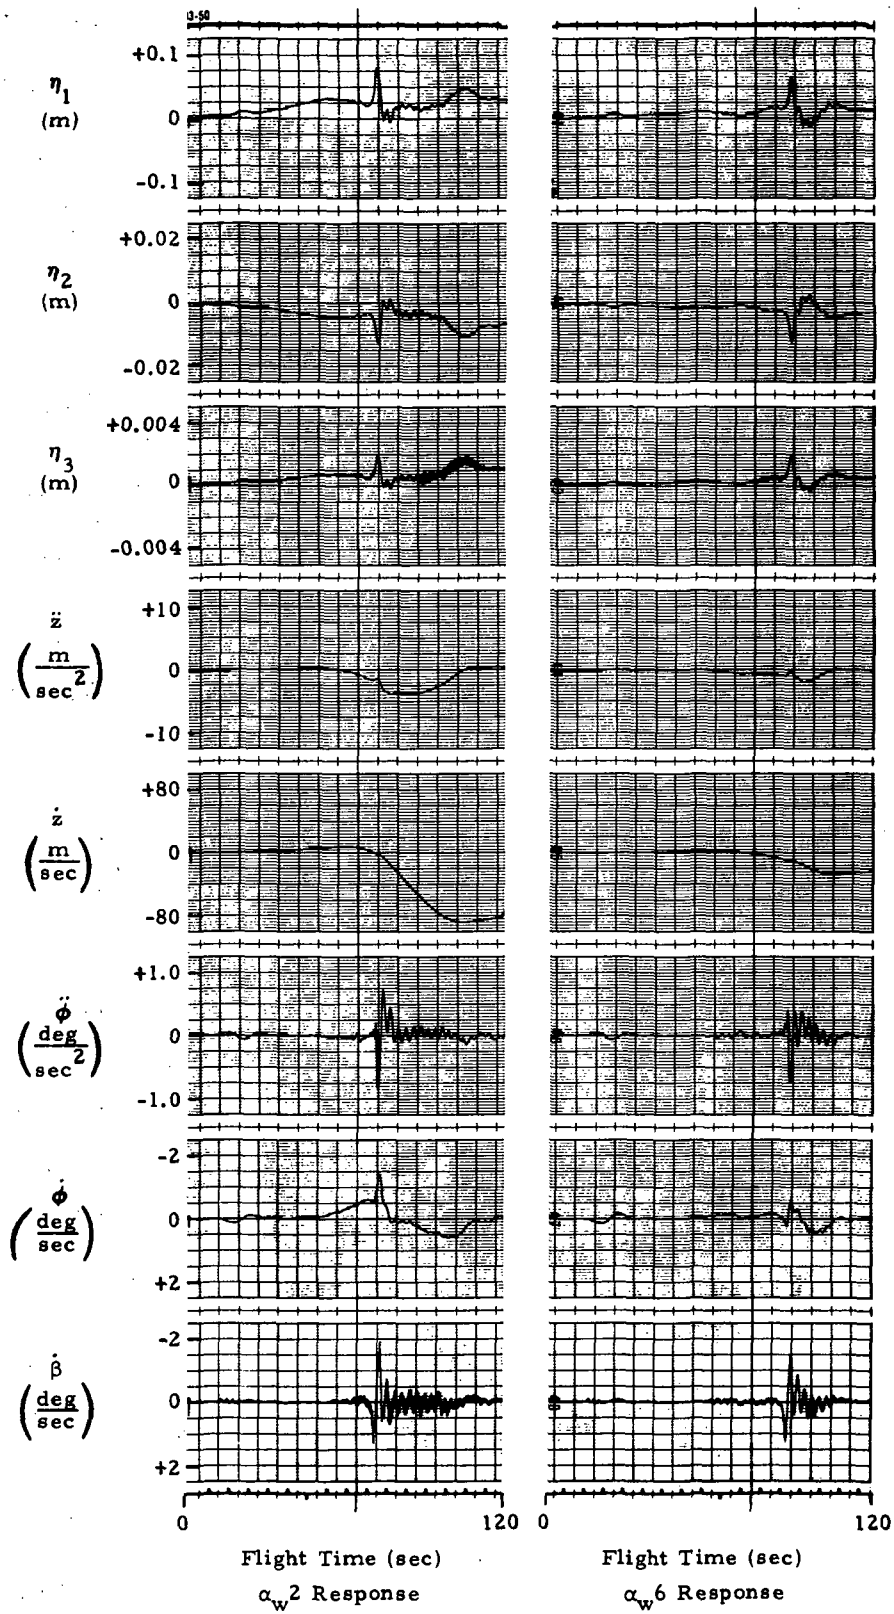 13-50
+0.1
η1
(m)
0
-0.1
+0.02
η2
(m)
0
-0.02
+0.004
η3
(m)
0
-0.004
z̈
(m/sec²)
+10
0
-10
ż
(m/sec)
+80
0
-80
φ̈
(deg/sec²)
+1.0
0
-1.0
φ̇
(deg/sec)
-2
0
+2
β̇
(deg/sec)
-2
0
+2
0 120 0 120
Flight Time (sec) Flight Time (sec)
αw2 Response αw6 Response